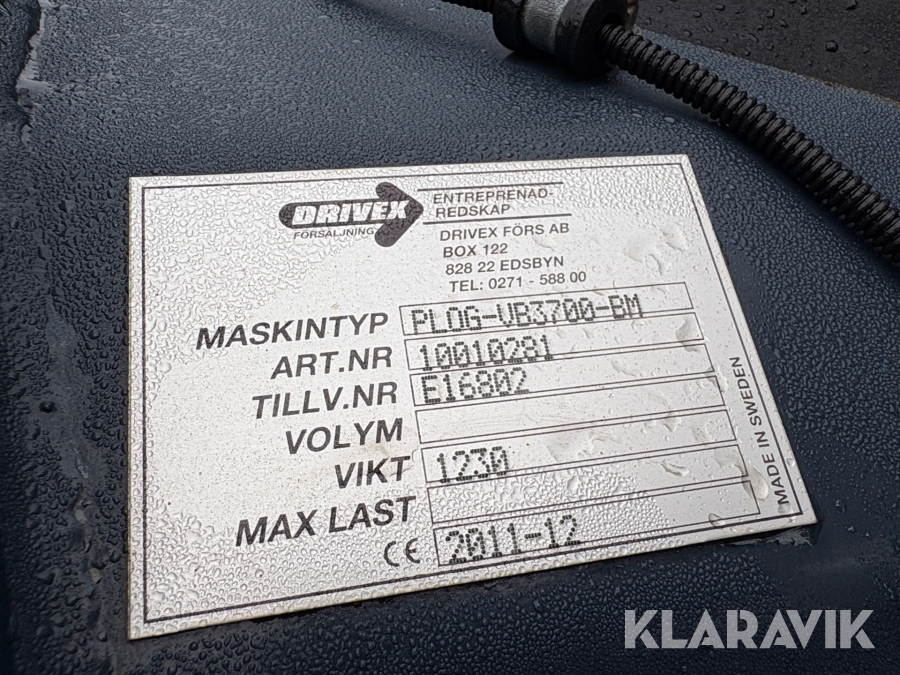 DRIVEX
FÖRSÄLJNING
ENTREPRENAD-
REDSKAP
DRIVEX FÖRS AB
BOX 122
828 22 EDSBYN
TEL: 0271 - 588 00
MASKINTYP PLOG-VB3700-BM
ART.NR 10010281
TILLV.NR E16802
VOLYM
VIKT 1230
MAX LAST
CE 2011-12
MADE IN SWEDEN
KLARAVIK